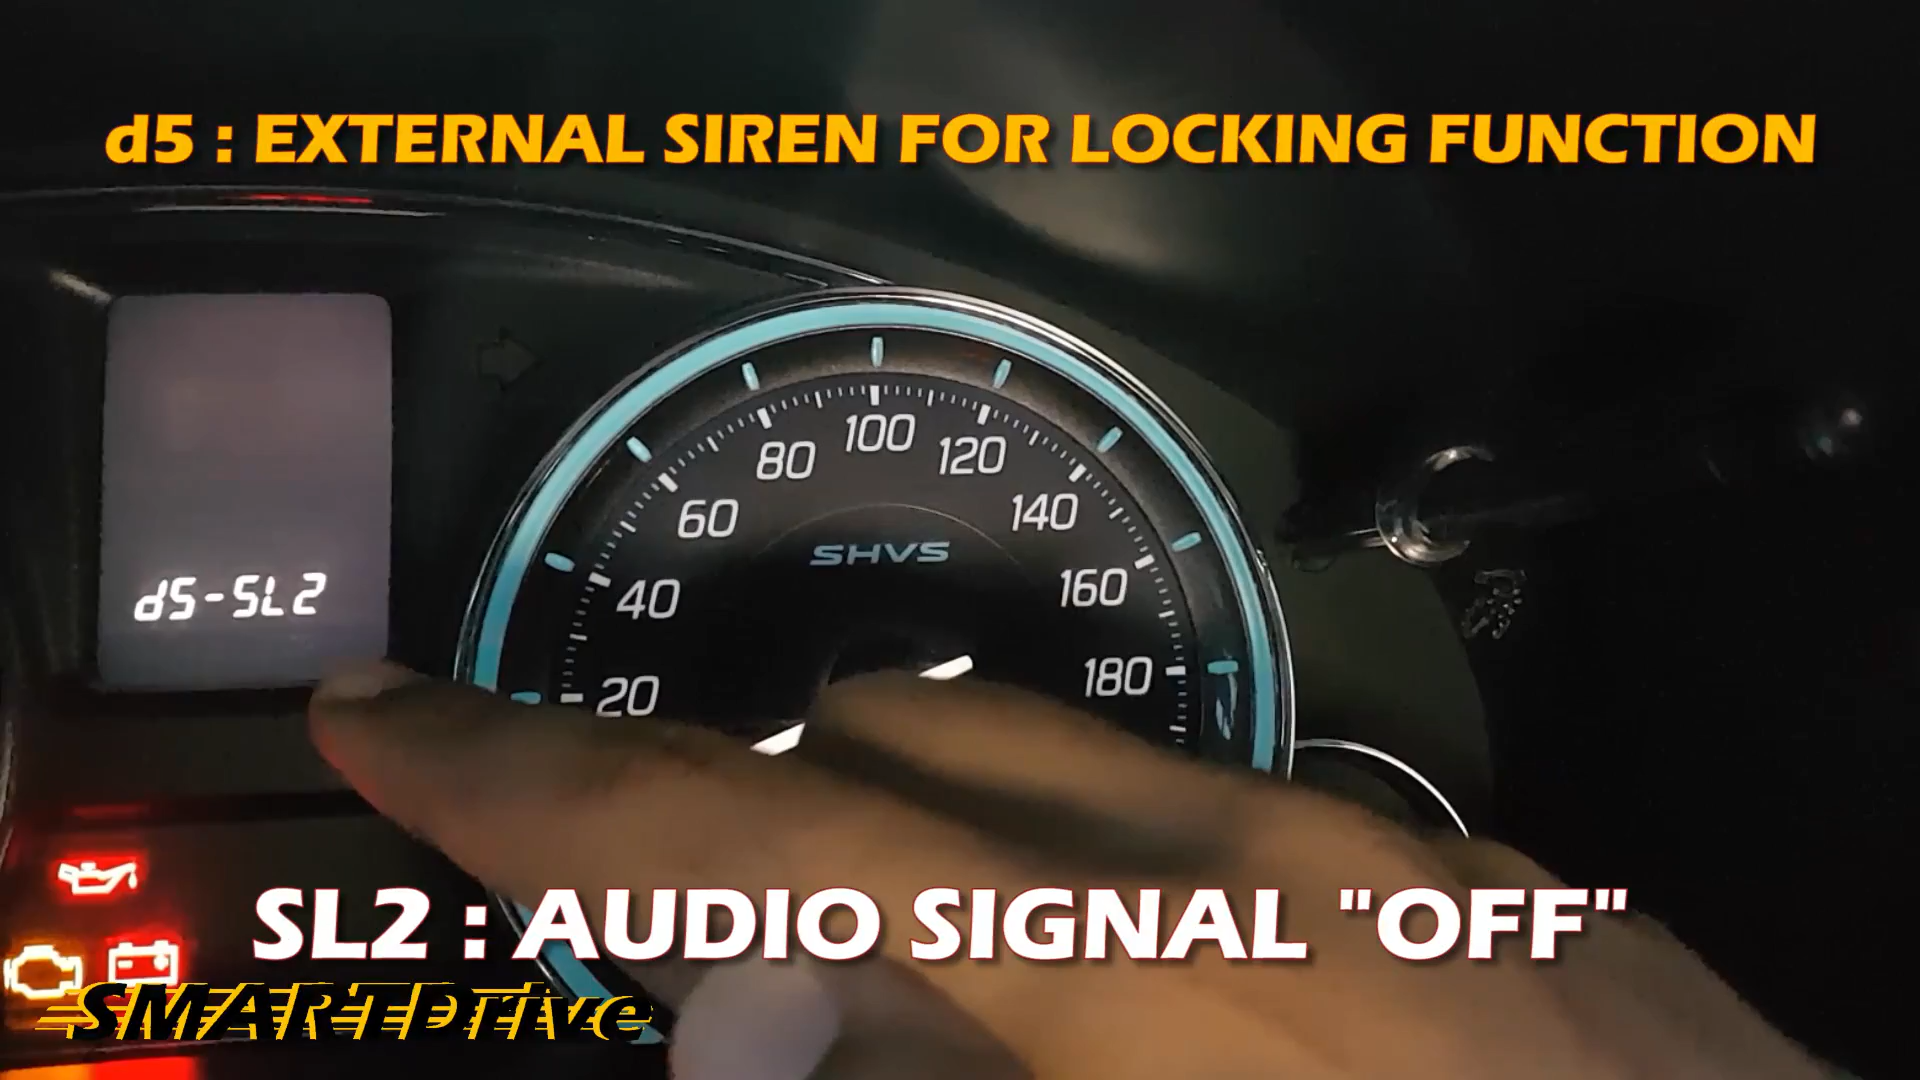 d5 : EXTERNAL SIREN FOR LOCKING FUNCTION
d5-SL2
20
40
60
80
100
120
140
160
180
SHVS
SL2 : AUDIO SIGNAL "OFF"
SMARTDrive